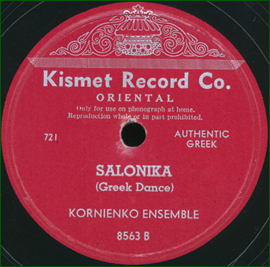 Kismet Record Co.
ORIENTAL
Only for use on phonograph at home.
Reproduction whole or in part prohibited.
721
AUTHENTIC
GREEK
SALONIKA
(Greek Dance)
KORNIENKO ENSEMBLE
8563 B